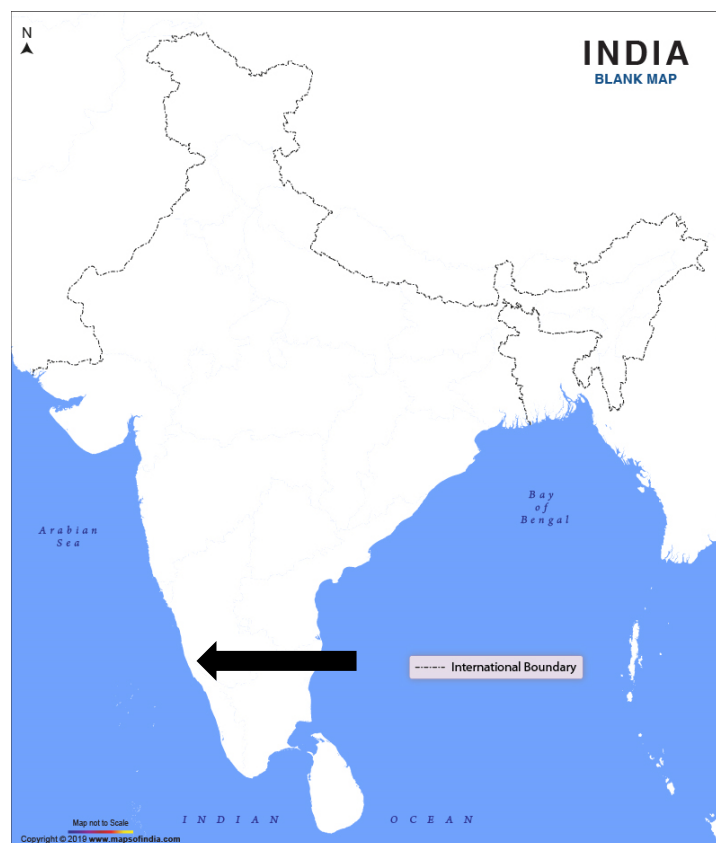 N
INDIA
BLANK MAP
Arabian
Sea
Bay
of
Bengal
International Boundary
Map not to Scale
INDIAN OCEAN
Copyright © 2019 www.mapsofindia.com